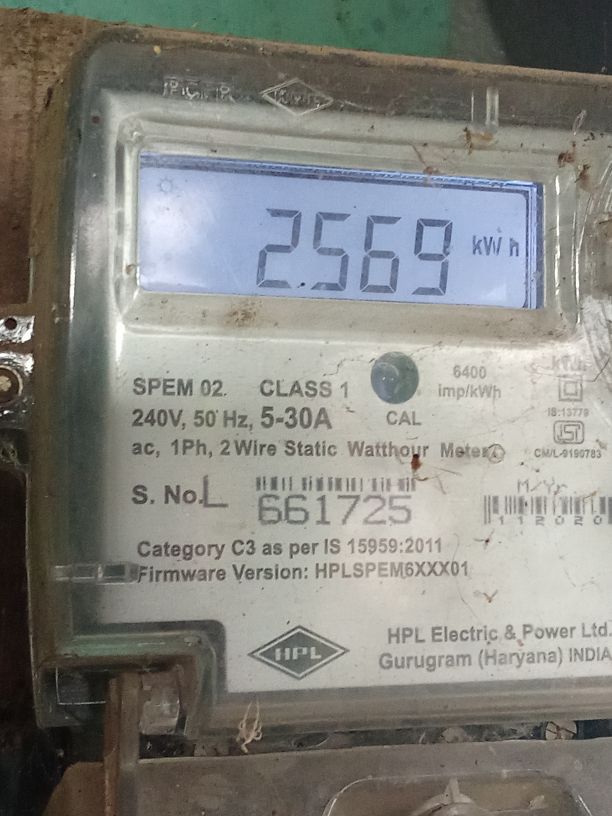 2569 kWh
SPEM 02. CLASS 1
6400 imp/kWh
240V, 50 Hz, 5-30A
CAL
IS:13779
ac, 1Ph, 2 Wire Static Watthour Meter
CM/L-9190783
S. No. L 661725
M/Yr
112020
Category C3 as per IS 15959:2011
Firmware Version: HPLSPEM6XXX01
HPL
HPL Electric & Power Ltd.
Gurugram (Haryana) INDIA